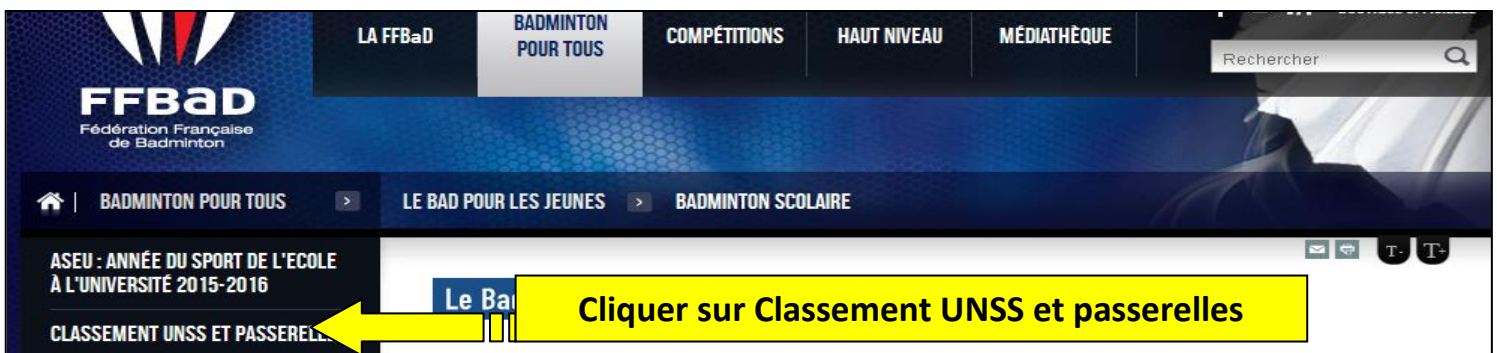 LA FFBaD
BADMINTON
POUR TOUS
COMPÉTITIONS
HAUT NIVEAU
MÉDIATHÈQUE
Rechercher
FFBaD
Fédération Française
de Badminton
BADMINTON POUR TOUS > LE BAD POUR LES JEUNES > BADMINTON SCOLAIRE
ASEU : ANNÉE DU SPORT DE L'ECOLE
À L'UNIVERSITÉ 2015-2016
T- T+
Le
Cliquer sur Classement UNSS et passerelles
CLASSEMENT UNSS ET